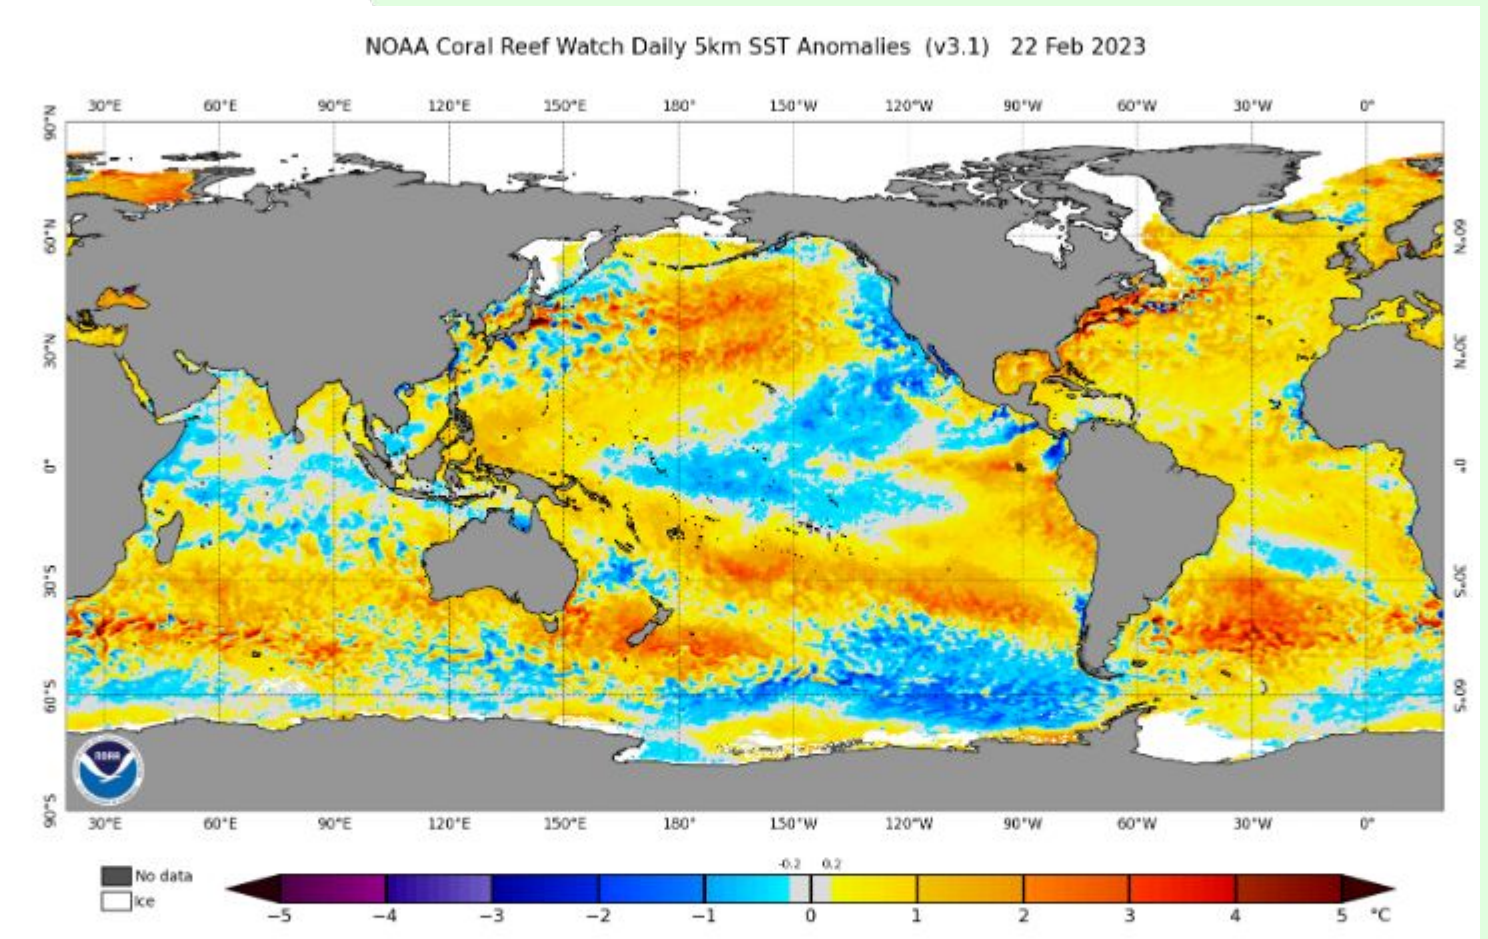 NOAA Coral Reef Watch Daily 5km SST Anomalies (v3.1) 22 Feb 2023
30°E 60°E 90°E 120°E 150°E 180° 150°W 120°W 90°W 60°W 30°W 0°
90°N
60°N 60°N
30°N 30°N
0° 0°
30°S 30°S
60°S 60°S
NOAA
90°S
30°E 60°E 90°E 120°E 150°E 180° 150°W 120°W 90°W 60°W 30°W 0°
-0.2 0.2
No data
Ice
−5 −4 −3 −2 −1 0 1 2 3 4 5 °C